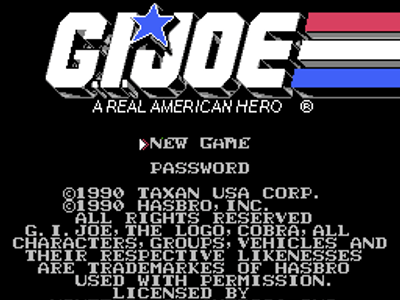 G.I.JOE
A REAL AMERICAN HERO ®
NEW GAME
PASSWORD
©1990 TAXAN USA CORP.
©1990 HASBRO, INC.
ALL RIGHTS RESERVED
G. I. JOE, THE LOGO, COBRA, ALL
CHARACTERS, GROUPS, VEHICLES AND
THEIR RESPECTIVE LIKENESSES
ARE TRADEMARKS OF HASBRO
USED WITH PERMISSION.
LICENSED BY